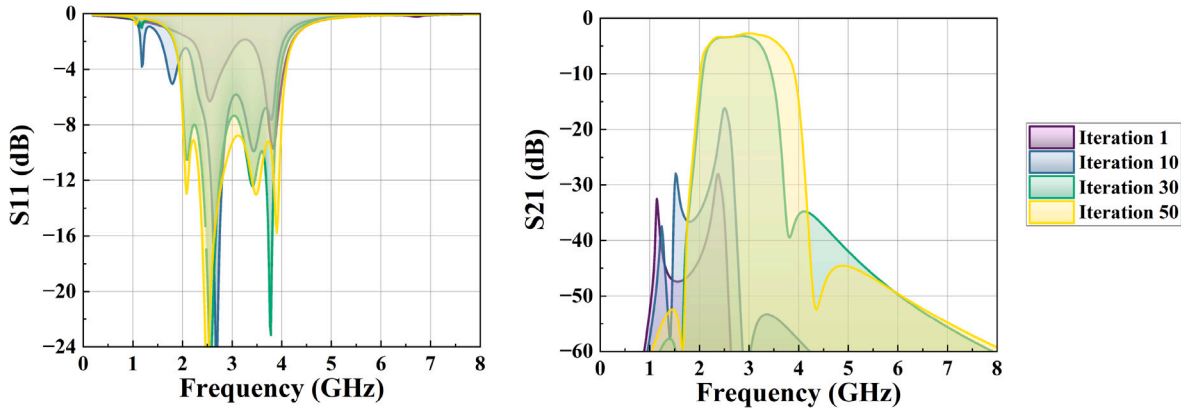 0
−4
−8
−12
−16
−20
−24
S11 (dB)
0 1 2 3 4 5 6 7 8
Frequency (GHz)
0
−10
−20
−30
−40
−50
−60
S21 (dB)
0 1 2 3 4 5 6 7 8
Frequency (GHz)
Iteration 1
Iteration 10
Iteration 30
Iteration 50